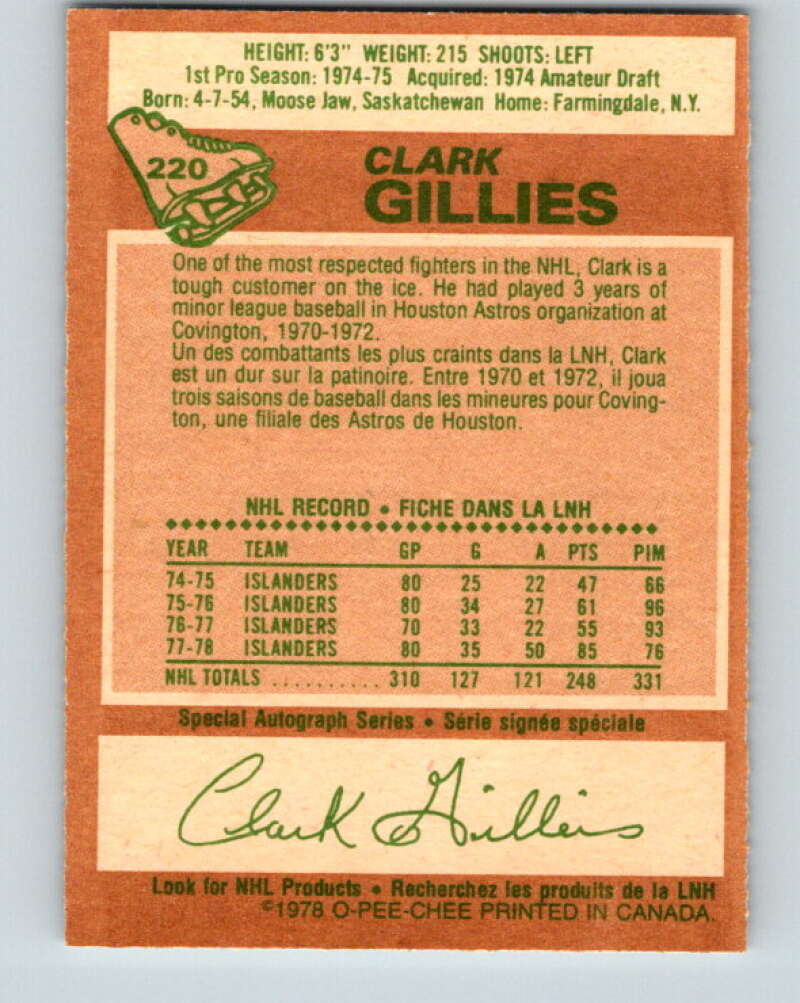 HEIGHT: 6'3" WEIGHT: 215 SHOOTS: LEFT
1st Pro Season: 1974-75 Acquired: 1974 Amateur Draft
Born: 4-7-54, Moose Jaw, Saskatchewan Home: Farmingdale, N.Y.
220
CLARK
GILLIES
One of the most respected fighters in the NHL, Clark is a
tough customer on the ice. He had played 3 years of
minor league baseball in Houston Astros organization at
Covington, 1970-1972.
Un des combattants les plus craints dans la LNH, Clark
est un dur sur la patinoire. Entre 1970 et 1972, il joua
trois saisons de baseball dans les mineures pour Coving-
ton, une filiale des Astros de Houston.
NHL RECORD • FICHE DANS LA LNH
YEAR TEAM GP G A PTS PIM
74-75 ISLANDERS 80 25 22 47 66
75-76 ISLANDERS 80 34 27 61 96
76-77 ISLANDERS 70 33 22 55 93
77-78 ISLANDERS 80 35 50 85 76
NHL TOTALS .......... 310 127 121 248 331
Special Autograph Series • Série signée spéciale
Clark Gillies
Look for NHL Products • Recherchez les produits de la LNH
©1978 O-PEE-CHEE PRINTED IN CANADA.